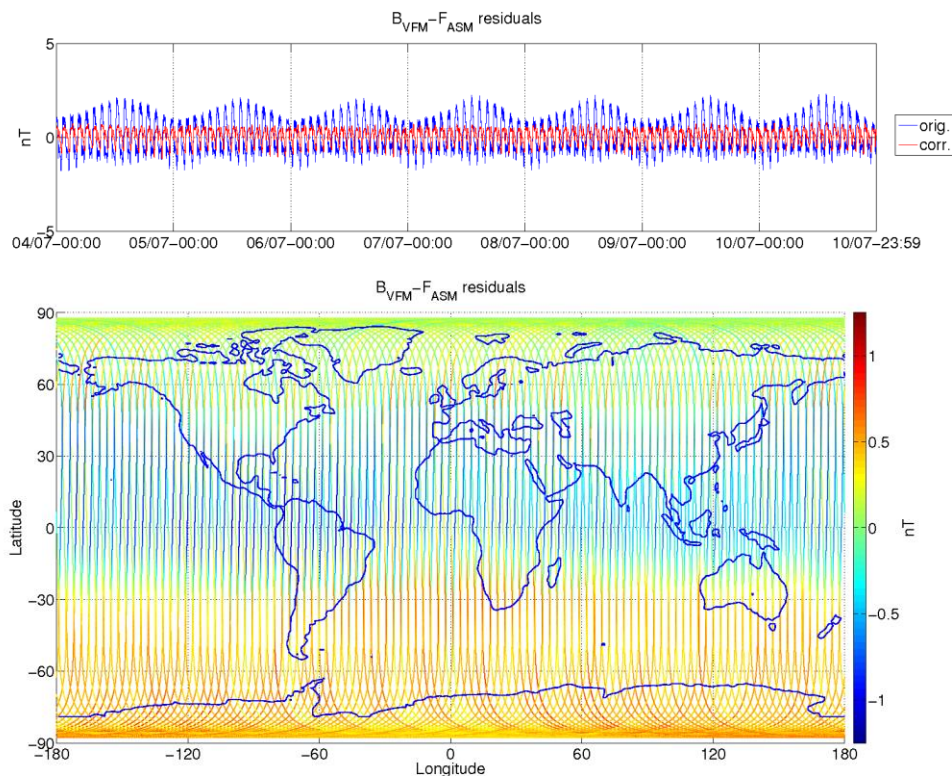 B_VFM−F_ASM residuals
5
0
−5
nT
04/07−00:00 05/07−00:00 06/07−00:00 07/07−00:00 08/07−00:00 09/07−00:00 10/07−00:00 10/07−23:59
orig.
corr.
B_VFM−F_ASM residuals
90
60
30
0
−30
−60
−90
Latitude
−180 −120 −60 0 60 120 180
Longitude
1
0.5
0
−0.5
−1
nT